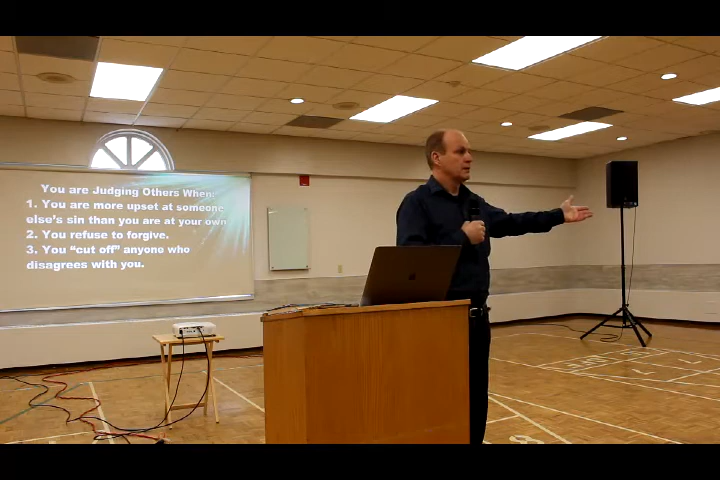 You are Judging Others When:
1. You are more upset at someone
else's sin than you are at your own
2. You refuse to forgive.
3. You “cut off” anyone who
disagrees with you.